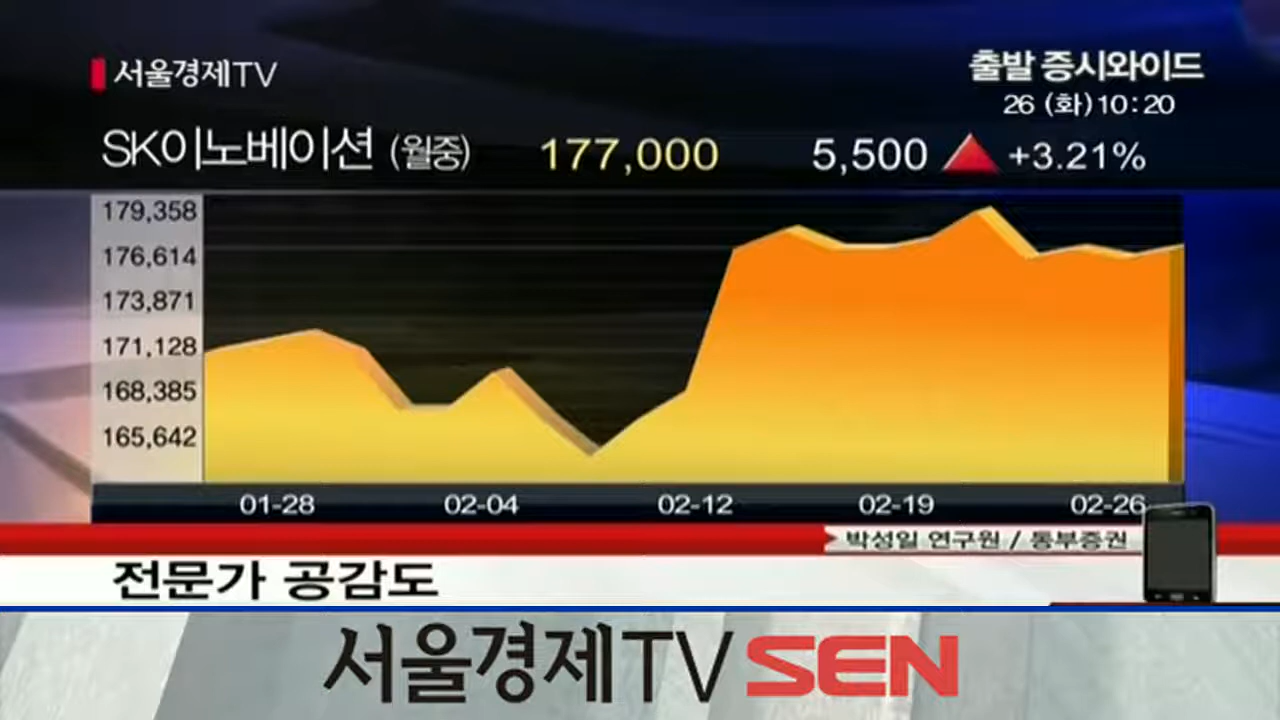 서울경제TV
출발 증시와이드
26 (화) 10:20
SK이노베이션 (월중) 177,000 5,500 ▲ +3.21%
179,358
176,614
173,871
171,128
168,385
165,642
01-28 02-04 02-12 02-19 02-26
박성일 연구원 / 동부증권
전문가 공감도
서울경제TV SEN